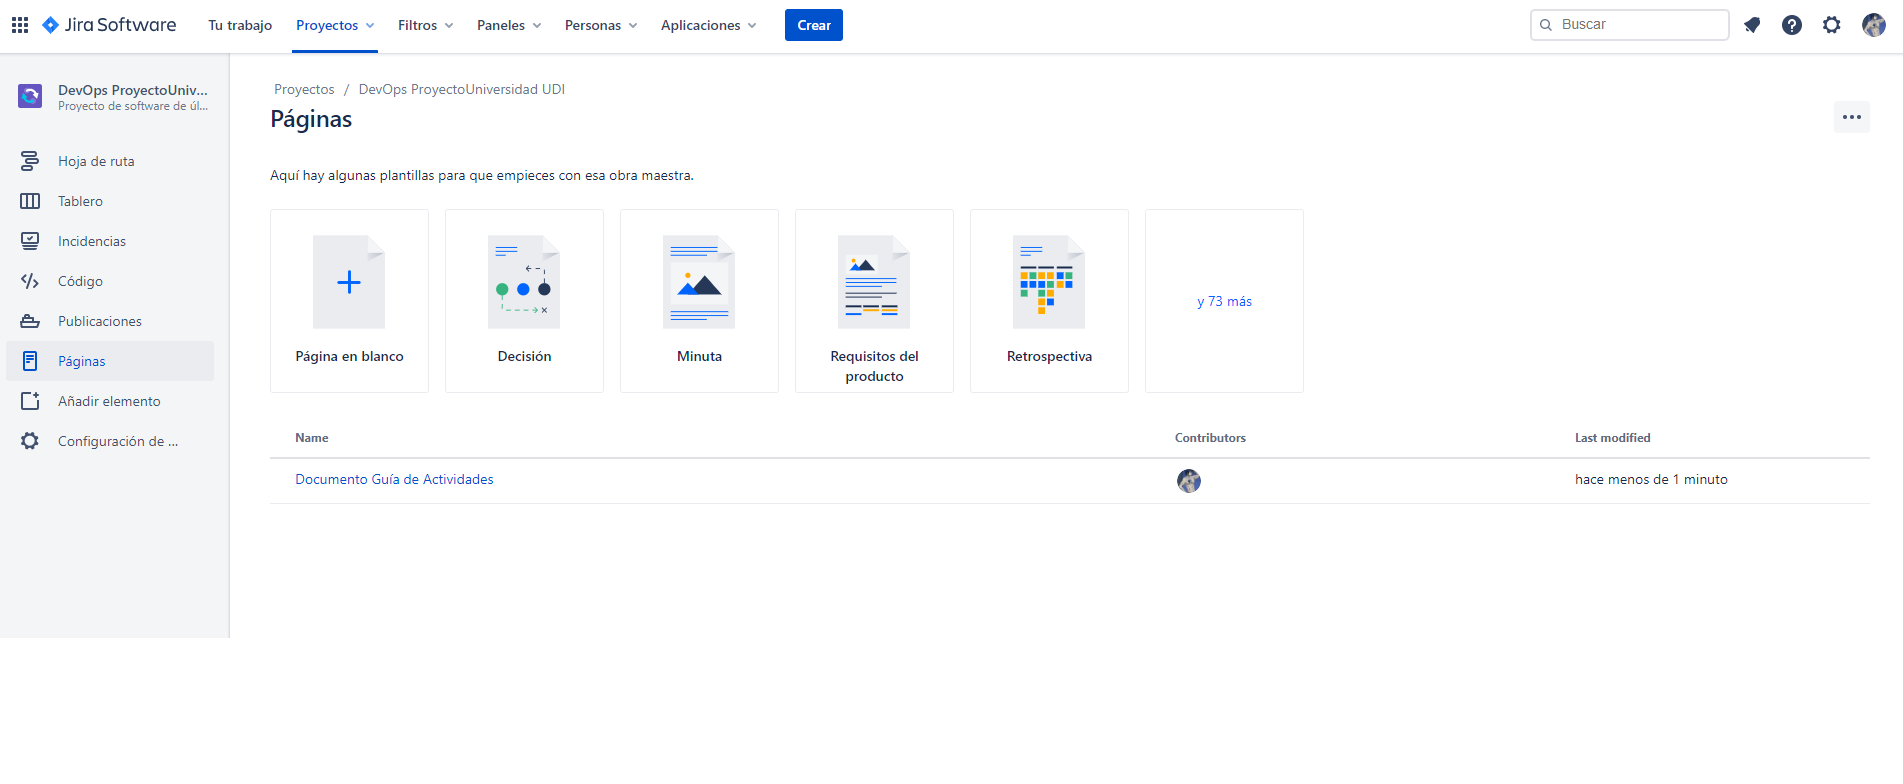 Jira Software
Tu trabajo
Proyectos
Filtros
Paneles
Personas
Aplicaciones
Crear
Buscar
DevOps ProyectoUniv...
Proyecto de software de úl...
Hoja de ruta
Tablero
Incidencias
Código
Publicaciones
Páginas
Añadir elemento
Configuración de ...
Proyectos / DevOps ProyectoUniversidad UDI
Páginas
Aquí hay algunas plantillas para que empieces con esa obra maestra.
Página en blanco
Decisión
Minuta
Requisitos del
producto
Retrospectiva
y 73 más
Name
Contributors
Last modified
Documento Guía de Actividades
hace menos de 1 minuto